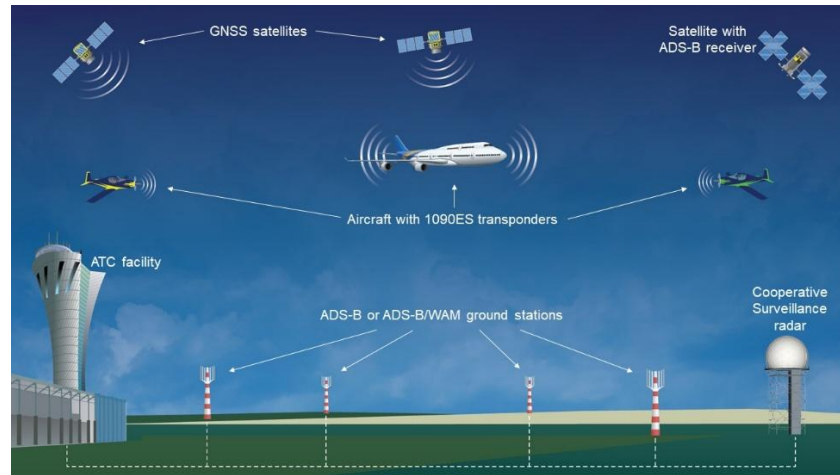 GNSS satellites
Satellite with
ADS-B receiver
Aircraft with 1090ES transponders
ATC facility
ADS-B or ADS-B/WAM ground stations
Cooperative
Surveillance
radar